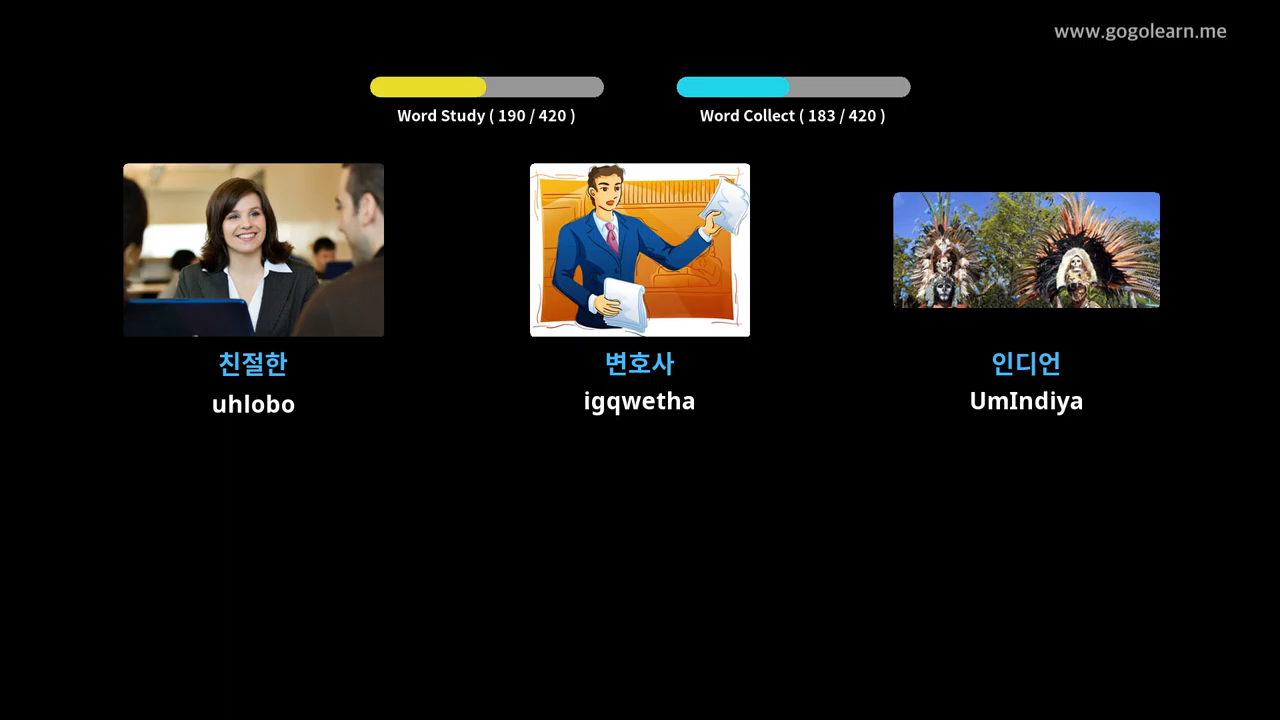 www.gogolearn.me
Word Study ( 190 / 420 )
Word Collect ( 183 / 420 )
친절한
변호사
인디언
uhlobo
igqwetha
UmIndiya